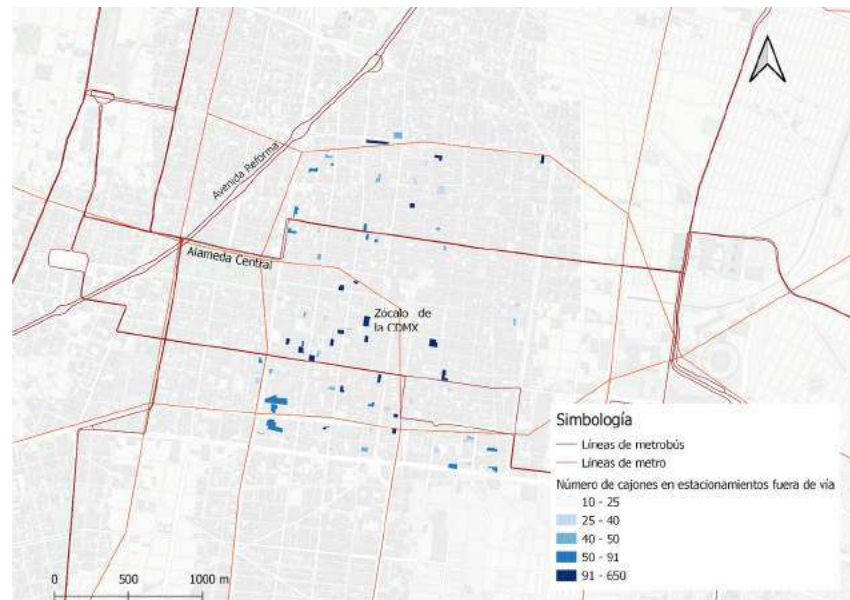 Avenida Reforma
Alameda Central
Zócalo de
la CDMX
Simbología
Líneas de metrobús
Líneas de metro
Número de cajones en estacionamientos fuera de vía
10 - 25
25 - 40
40 - 50
50 - 91
91 - 650
0 500 1000 m